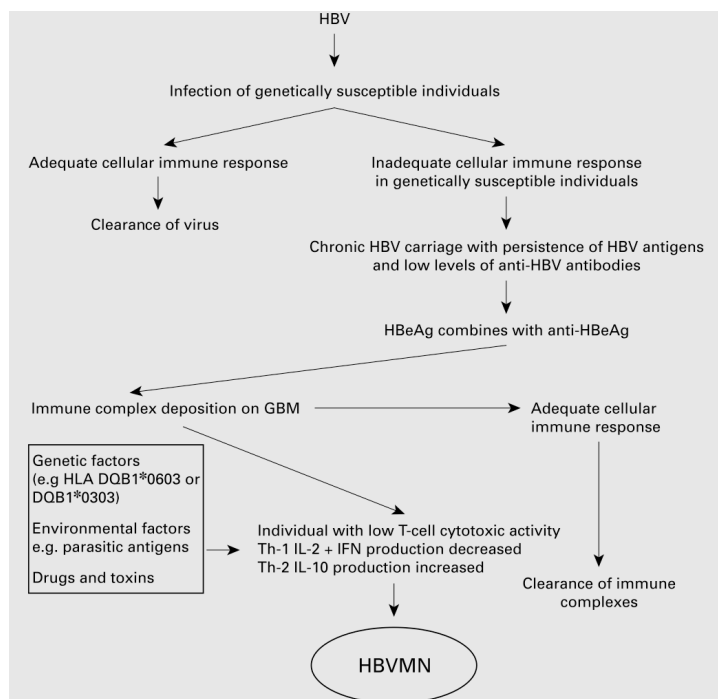 HBV
Infection of genetically susceptible individuals
Adequate cellular immune response
Inadequate cellular immune response
in genetically susceptible individuals
Clearance of virus
Chronic HBV carriage with persistence of HBV antigens
and low levels of anti-HBV antibodies
HBeAg combines with anti-HBeAg
Immune complex deposition on GBM
Adequate cellular
immune response
Genetic factors
(e.g HLA DQB1*0603 or
DQB1*0303)
Environmental factors
e.g. parasitic antigens
Drugs and toxins
Individual with low T-cell cytotoxic activity
Th-1 IL-2 + IFN production decreased
Th-2 IL-10 production increased
Clearance of immune
complexes
HBVMN